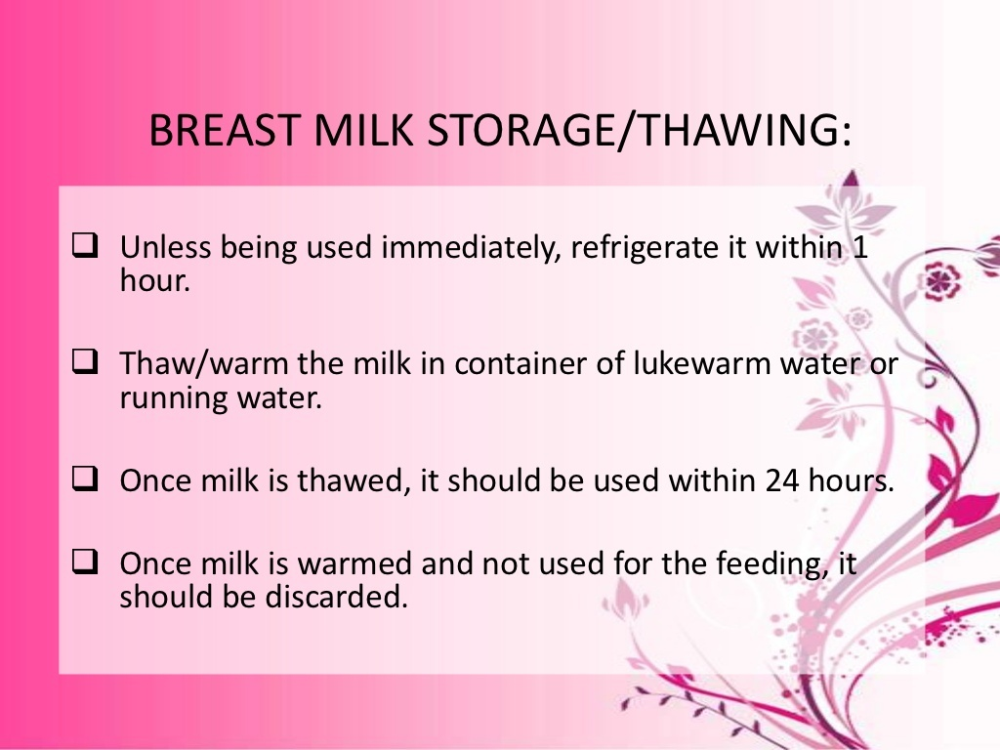 BREAST MILK STORAGE/THAWING:
❑ Unless being used immediately, refrigerate it within 1
hour.
❑ Thaw/warm the milk in container of lukewarm water or
running water.
❑ Once milk is thawed, it should be used within 24 hours.
❑ Once milk is warmed and not used for the feeding, it
should be discarded.